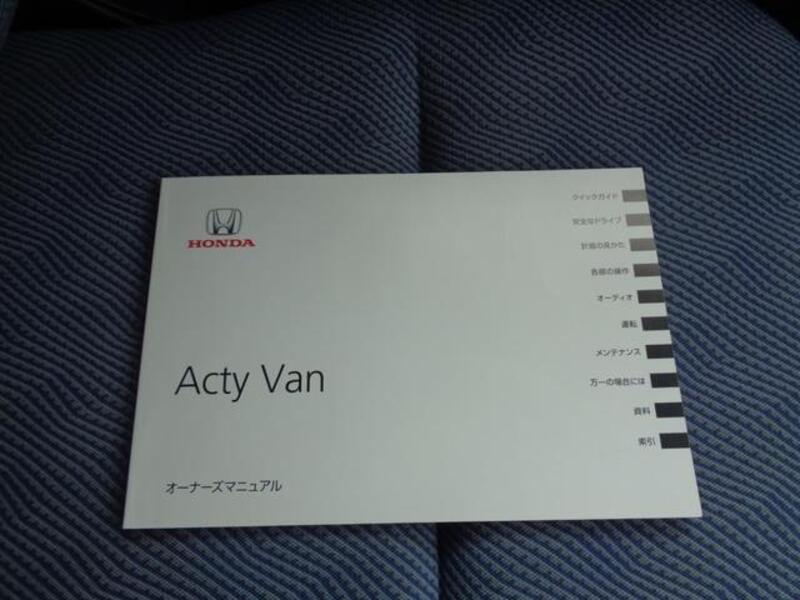 HONDA
Acty Van
オーナーズマニュアル
クイックガイド
安全なドライブ
計器の見かた
各部の操作
オーディオ
運転
メンテナンス
万一の場合には
資料
索引